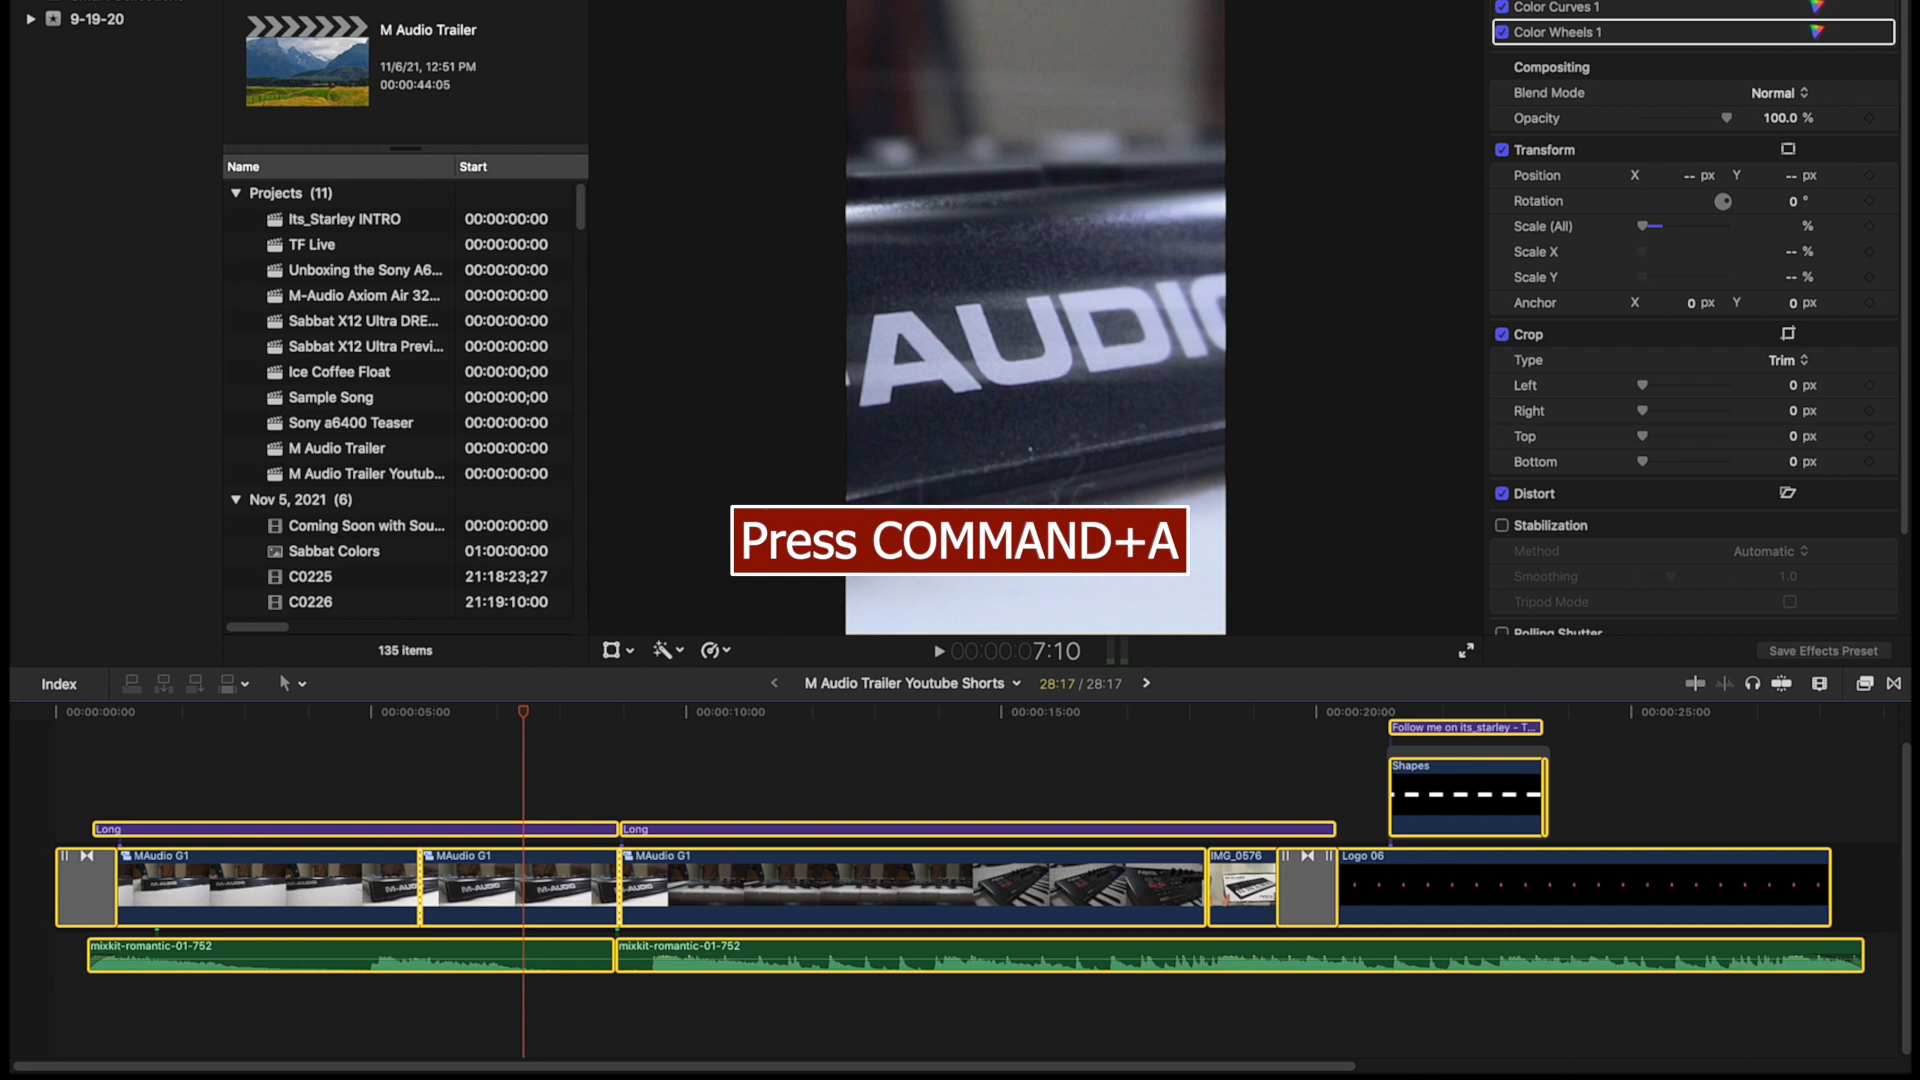 9-19-20
M Audio Trailer
11/6/21, 12:51 PM
00:00:44:05
Name Start
Projects (11)
Its_Starley INTRO 00:00:00:00
TF Live 00:00:00:00
Unboxing the Sony A6... 00:00:00:00
M-Audio Axiom Air 32... 00:00:00:00
Sabbat X12 Ultra DRE... 00:00:00:00
Sabbat X12 Ultra Previ... 00:00:00:00
Ice Coffee Float 00:00:00;00
Sample Song 00:00:00;00
Sony a6400 Teaser 00:00:00:00
M Audio Trailer 00:00:00:00
M Audio Trailer Youtub... 00:00:00:00
Nov 5, 2021 (6)
Coming Soon with Sou... 00:00:00:00
Sabbat Colors 01:00:00:00
C0225 21:18:23;27
C0226 21:19:10:00
135 items
AUDIO
Press COMMAND+A
00:00:07:10
Color Curves 1
Color Wheels 1
Compositing
Blend Mode Normal
Opacity 100.0 %
Transform
Position X -- px Y -- px
Rotation 0 °
Scale (All) %
Scale X -- %
Scale Y -- %
Anchor X 0 px Y 0 px
Crop
Type Trim
Left 0 px
Right 0 px
Top 0 px
Bottom 0 px
Distort
Stabilization
Method Automatic
Smoothing 1.0
Tripod Mode
Rolling Shutter
Save Effects Preset
Index
M Audio Trailer Youtube Shorts 28:17 / 28:17
00:00:00:00 00:00:05:00 00:00:10:00 00:00:15:00 00:00:20:00 00:00:25:00
Follow me on its_starley - T...
Shapes
Long Long
MAudio G1 MAudio G1 MAudio G1 IMG_0576 Logo 06
mixkit-romantic-01-752 mixkit-romantic-01-752